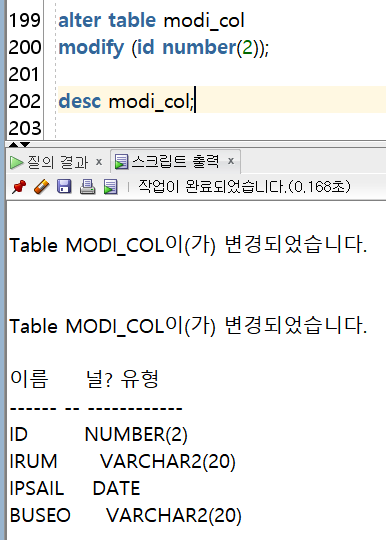 199 alter table modi_col
200 modify (id number(2));
201
202 desc modi_col;
203
질의 결과 x 스크립트 출력 x
작업이 완료되었습니다.(0.168초)
Table MODI_COL이(가) 변경되었습니다.
Table MODI_COL이(가) 변경되었습니다.
이름 널? 유형
------ -- ------------
ID NUMBER(2)
IRUM VARCHAR2(20)
IPSAIL DATE
BUSEO VARCHAR2(20)